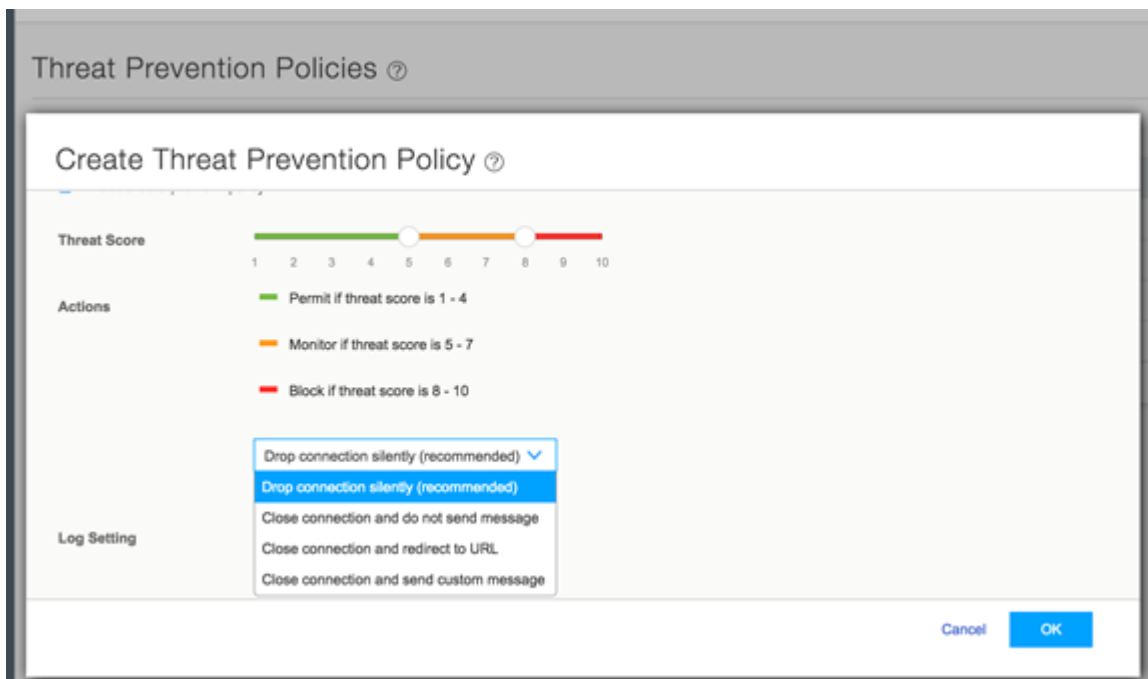 Threat Prevention Policies ?
Create Threat Prevention Policy ?
Threat Score
1 2 3 4 5 6 7 8 9 10
Actions
Permit if threat score is 1 - 4
Monitor if threat score is 5 - 7
Block if threat score is 8 - 10
Drop connection silently (recommended)
Drop connection silently (recommended)
Close connection and do not send message
Log Setting
Close connection and redirect to URL
Close connection and send custom message
Cancel OK